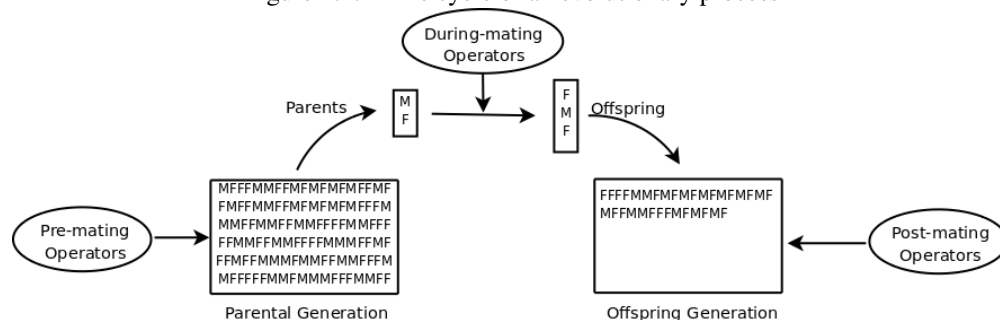 During-mating
Operators
Parents
M
F
F
M
F
Offspring
Pre-mating
Operators
MFFFMMFFMFMFMFMFFMF
FMFFMMFFMFMFMFMFFFM
MMFFMMFFMMFFFFMMFFF
FFMMFFMMFFFFMMMFFMF
FFMFFMMMFMMFFMMFFFM
MFFFFFMMFMMMFFFMMFF
Parental Generation
FFFFMMFMFMFMFMFMFMF
MFFMMFFFMFMFMF
Offspring Generation
Post-mating
Operators